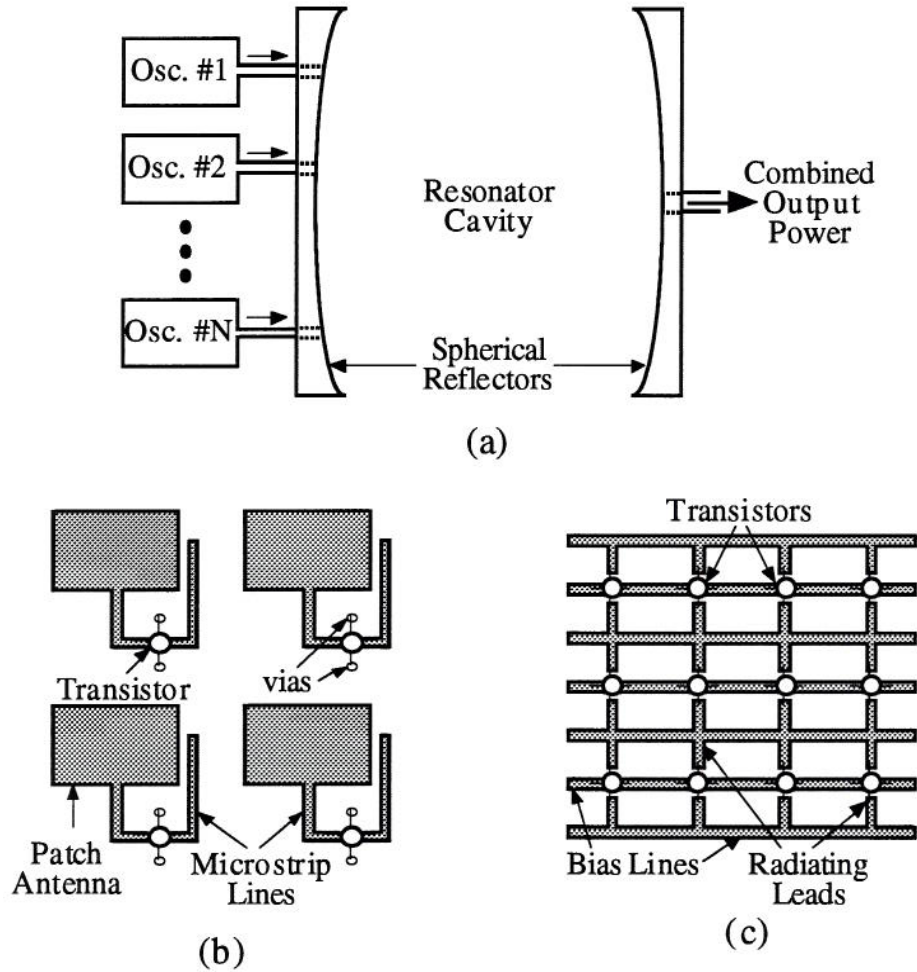 Osc. #1
Osc. #2
Osc. #N
Resonator
Cavity
Combined
Output
Power
Spherical
Reflectors
(a)
Transistor
vias
Patch
Antenna
Microstrip
Lines
(b)
Transistors
Bias Lines
Radiating
Leads
(c)